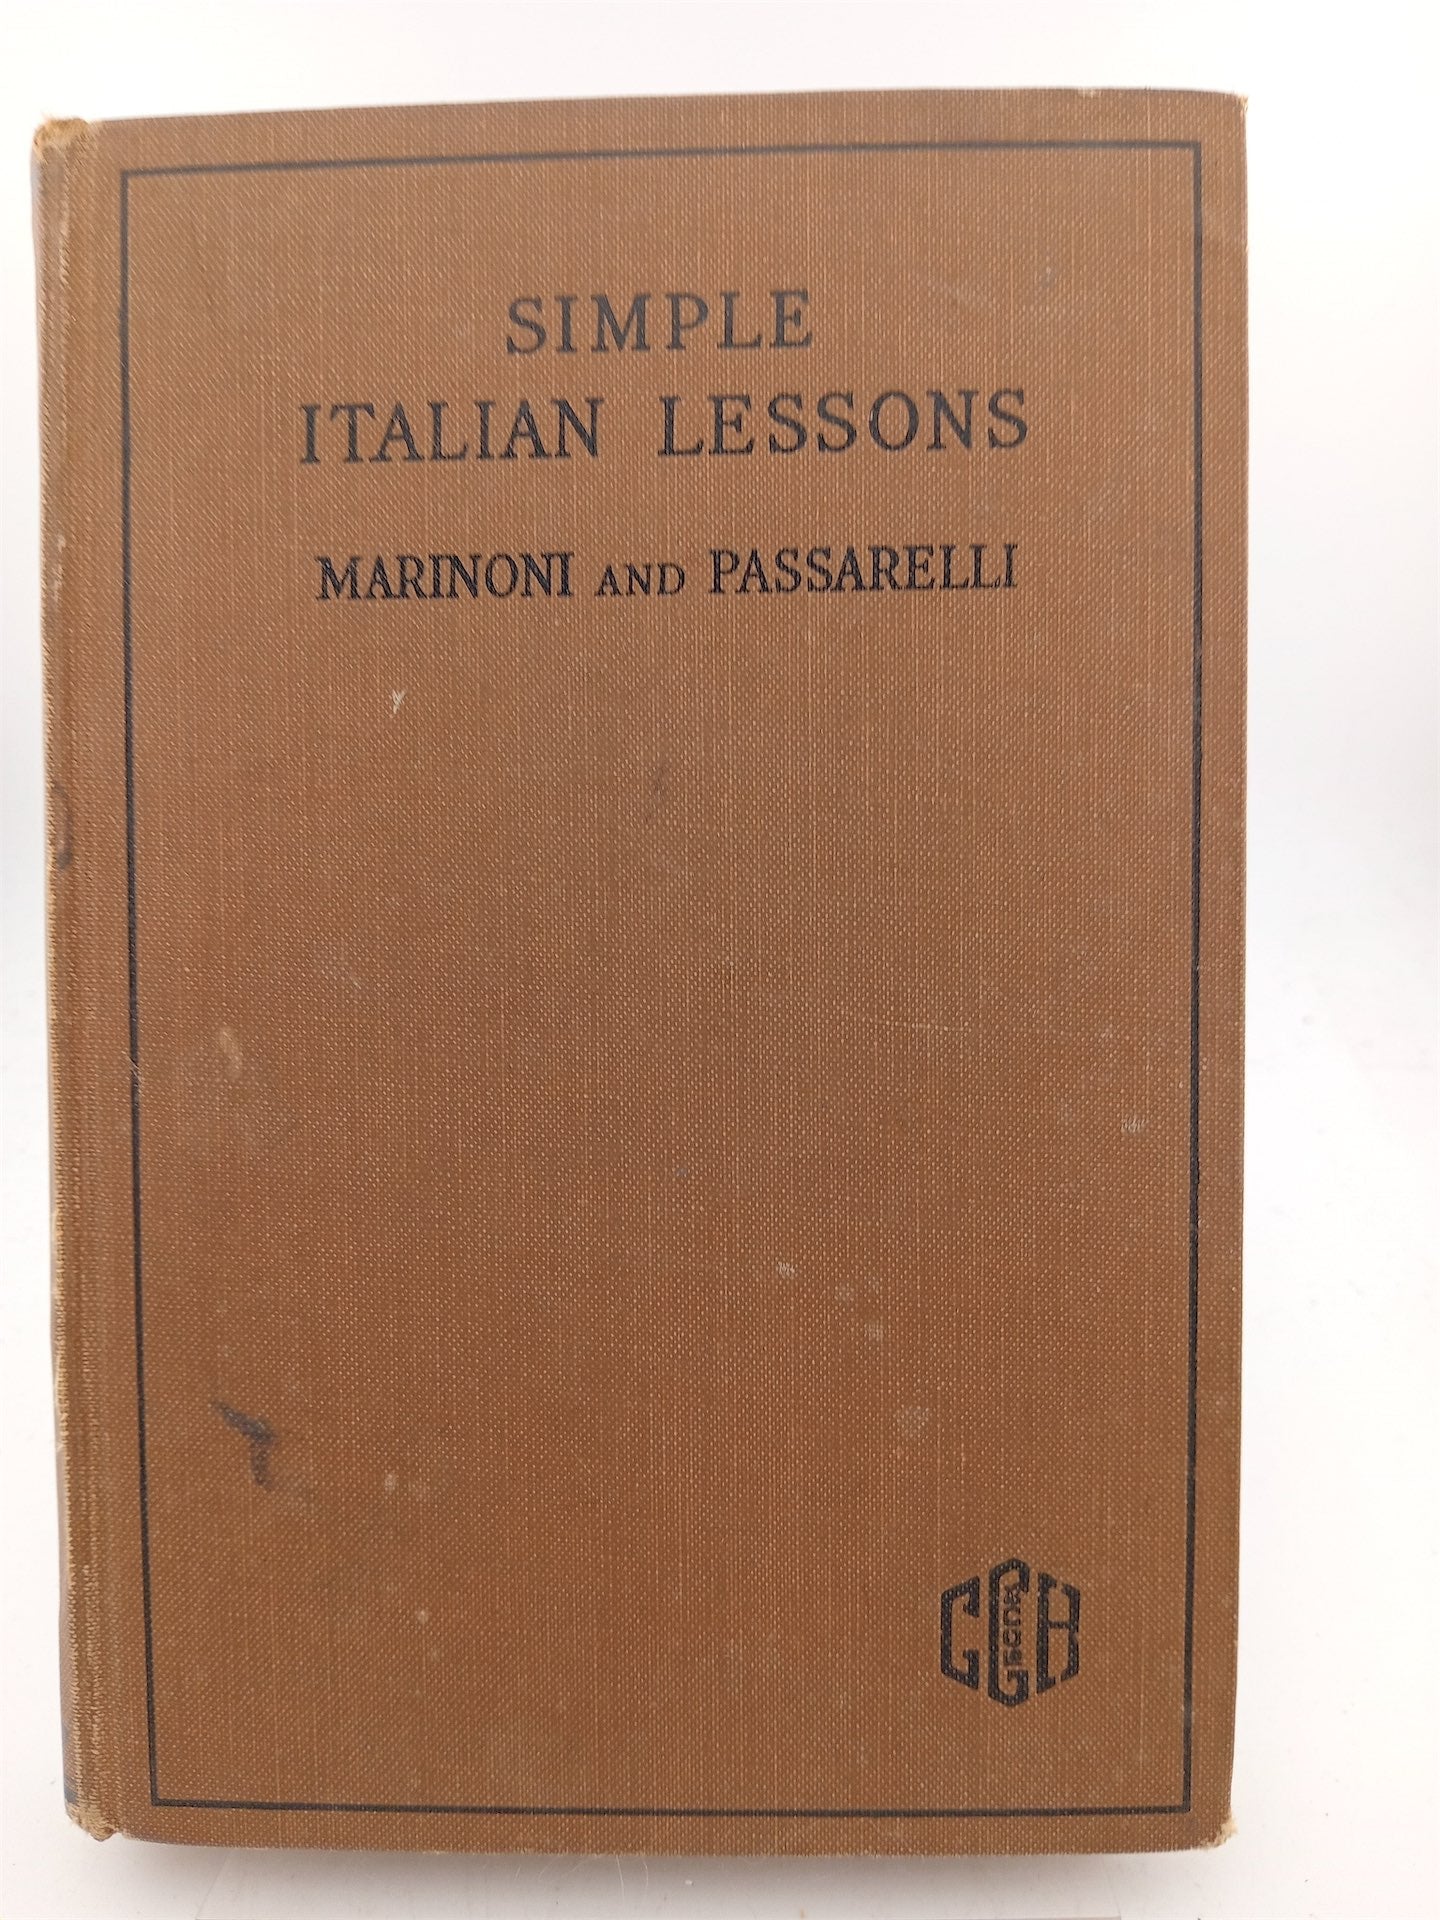 SIMPLE
ITALIAN LESSONS
MARINONI AND PASSARELLI